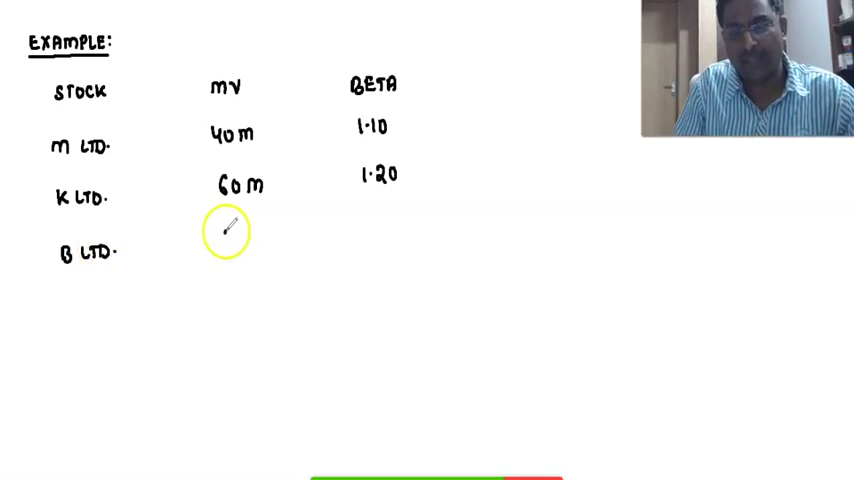 EXAMPLE:
STOCK MV BETA
M LTD. 40M 1.10
K LTD. 60M 1.20
B LTD.